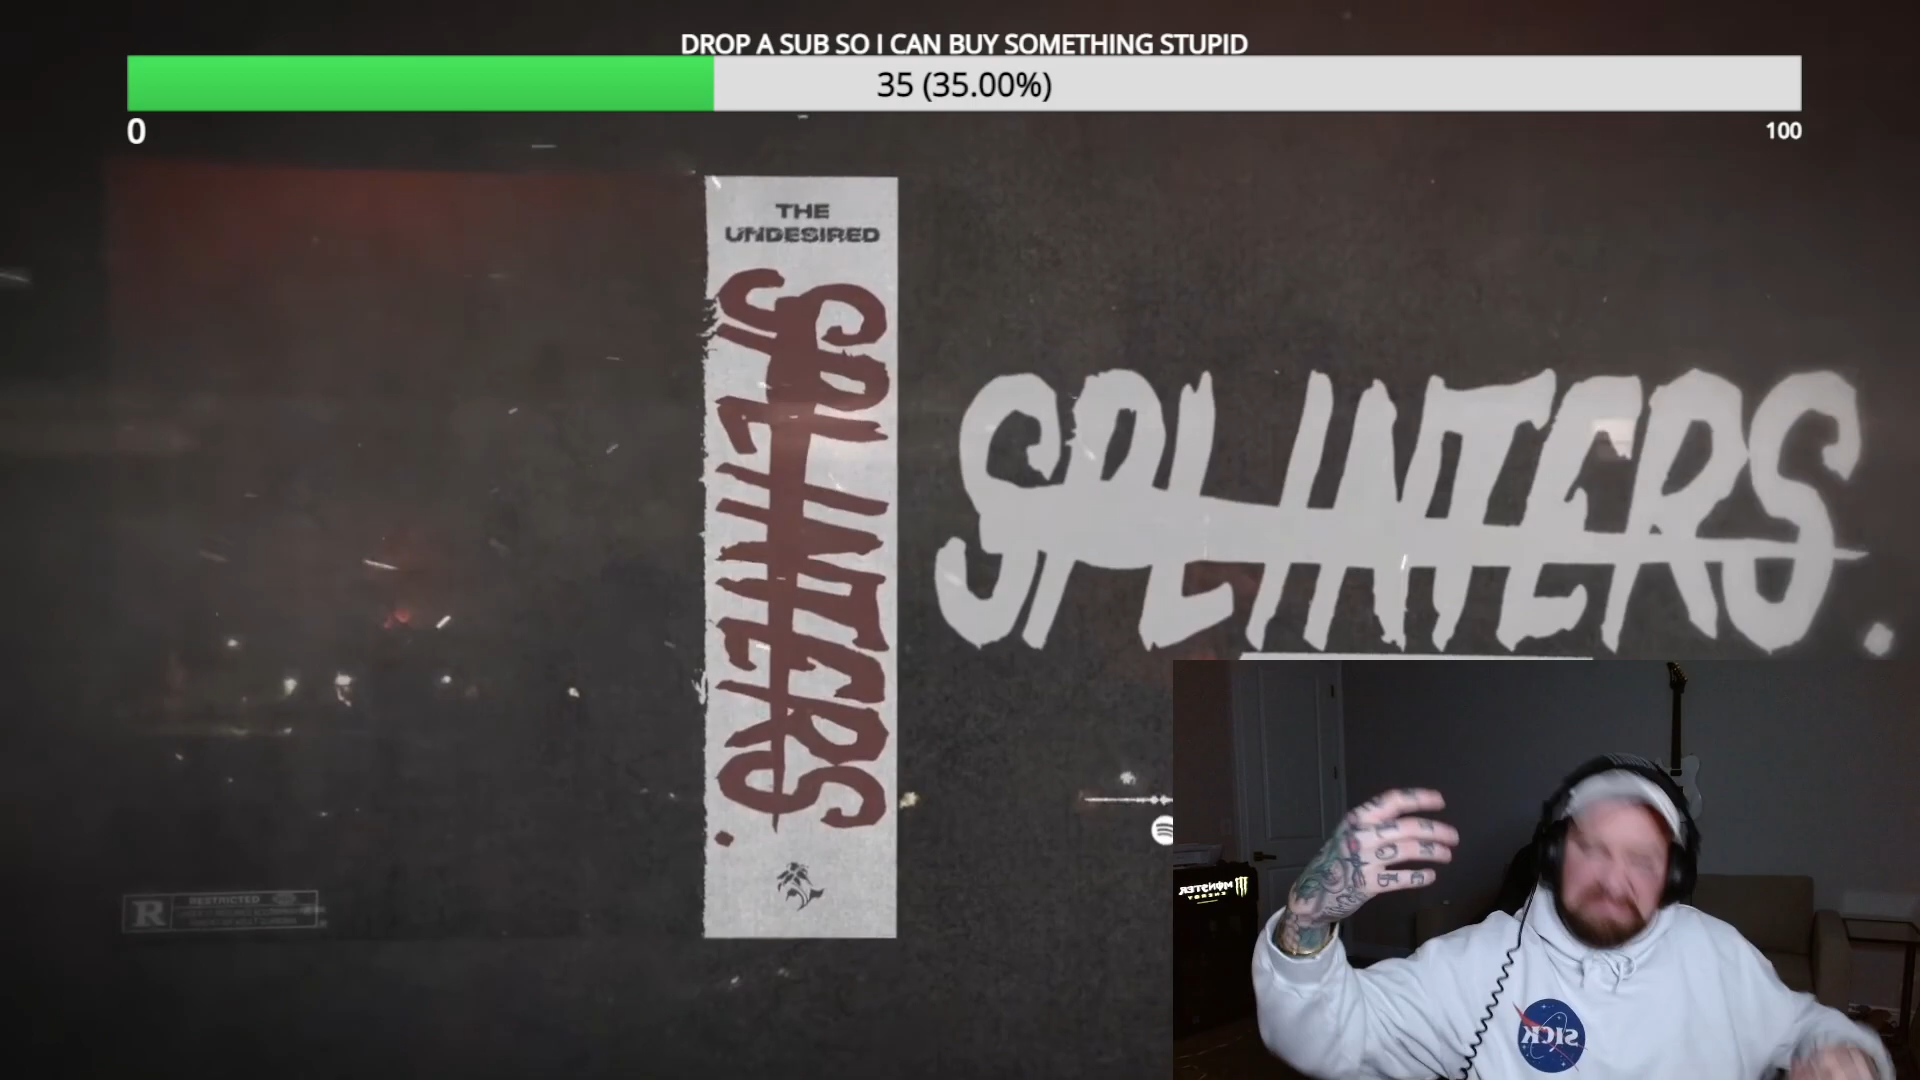 DROP A SUB SO I CAN BUY SOMETHING STUPID
35 (35.00%)
0
100
THE
UNDESIRED
SPLINTERS.
SPLINTERS.
R
RESTRICTED
MONSTER
ENERGY
SICK